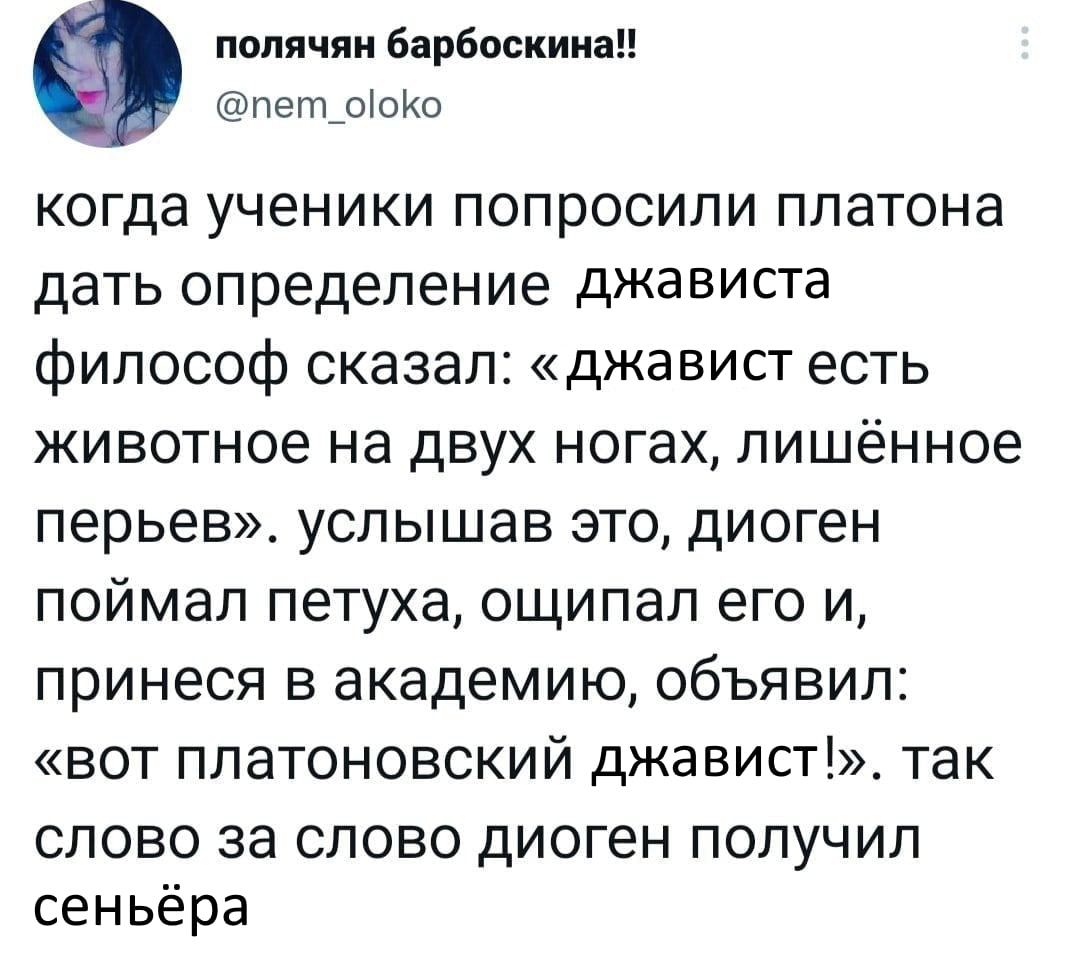 полячян барбоскина!!
@пет_оlоко
когда ученики попросили платона
дать определение джависта
философ сказал: «джавист есть
животное на двух ногах, лишённое
перьев». услышав это, диоген
поймал петуха, ощипал его и,
принеся в академию, объявил:
«вот платоновский джавист!». так
слово за слово диоген получил
сеньёра